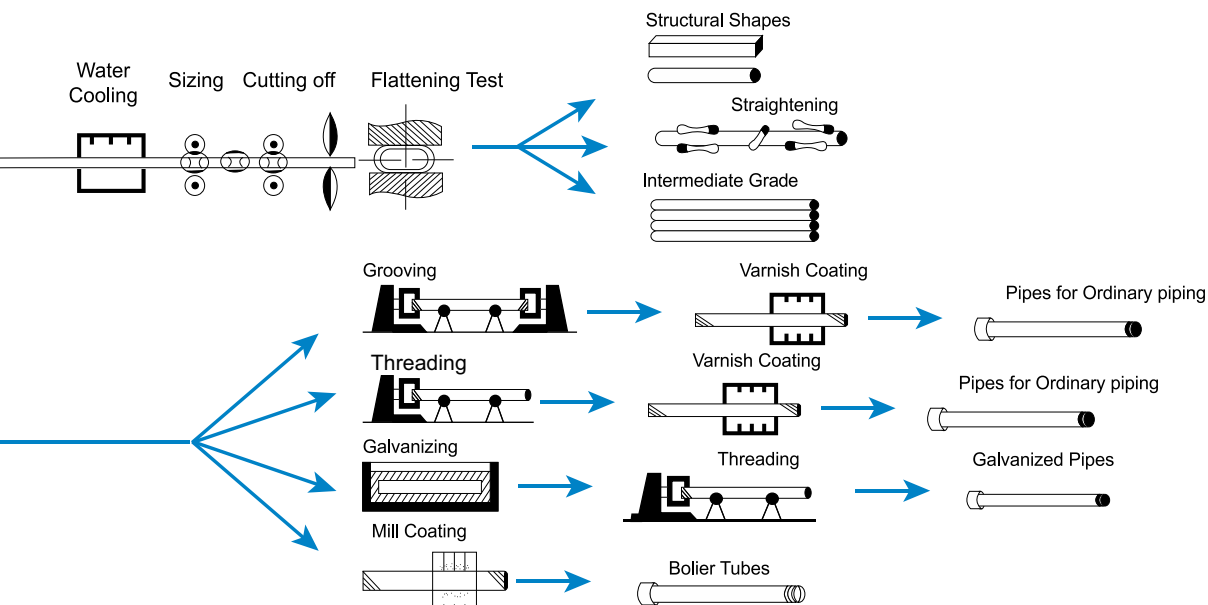 Structural Shapes
Water
Cooling
Sizing
Cutting off
Flattening Test
Straightening
Intermediate Grade
Grooving
Varnish Coating
Pipes for Ordinary piping
Threading
Varnish Coating
Pipes for Ordinary piping
Galvanizing
Threading
Galvanized Pipes
Mill Coating
Bolier Tubes